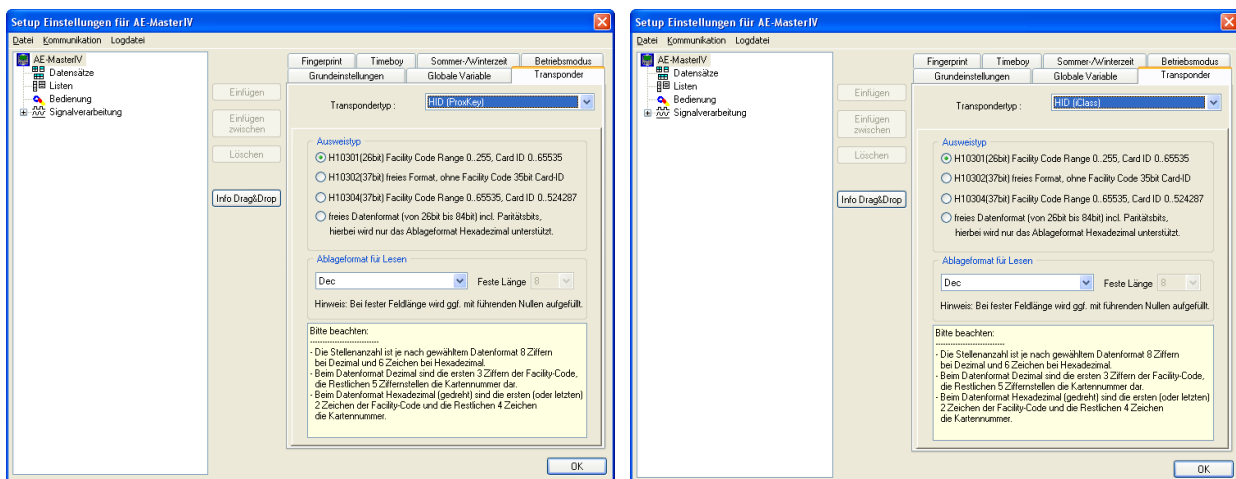 Setup Einstellungen für AE-MasterIV
Datei Kommunikation Logdatei
AE-MasterIV
Datensätze
Listen
Bedienung
Signalverarbeitung
Einfügen
Einfügen
zwischen
Löschen
Info Drag&Drop
Fingerprint Timeboy Sommer-/Winterzeit Betriebsmodus
Grundeinstellungen Globale Variable Transponder
Transpondertyp : HID (ProxKey)
Ausweistyp
H10301(26bit) Facility Code Range 0..255, Card ID 0..65535
H10302(37bit) freies Format, ohne Facility Code 35bit Card-ID
H10304(37bit) Facility Code Range 0..65535, Card ID 0..524287
freies Datenformat (von 26bit bis 84bit) incl. Paritätsbits,
hierbei wird nur das Ablageformat Hexadezimal unterstützt.
Ablageformat für Lesen
Dec Feste Länge 8
Hinweis: Bei fester Feldlänge wird ggf. mit führenden Nullen aufgefüllt.
Bitte beachten:
---------------------------
- Die Stellenanzahl ist je nach gewähltem Datenformat 8 Ziffern
bei Dezimal und 6 Zeichen bei Hexadezimal.
- Beim Datenformat Dezimal sind die ersten 3 Ziffern der Facility-Code,
die Restlichen 5 Ziffernstellen die Kartennummer dar.
- Beim Datenformat Hexadezimal (gedreht) sind die ersten (oder letzten)
2 Zeichen der Facility-Code und die Restlichen 4 Zeichen
die Kartennummer.
OK
Setup Einstellungen für AE-MasterIV
Datei Kommunikation Logdatei
AE-MasterIV
Datensätze
Listen
Bedienung
Signalverarbeitung
Einfügen
Einfügen
zwischen
Löschen
Info Drag&Drop
Fingerprint Timeboy Sommer-/Winterzeit Betriebsmodus
Grundeinstellungen Globale Variable Transponder
Transpondertyp : HID (iClass)
Ausweistyp
H10301(26bit) Facility Code Range 0..255, Card ID 0..65535
H10302(37bit) freies Format, ohne Facility Code 35bit Card-ID
H10304(37bit) Facility Code Range 0..65535, Card ID 0..524287
freies Datenformat (von 26bit bis 84bit) incl. Paritätsbits,
hierbei wird nur das Ablageformat Hexadezimal unterstützt.
Ablageformat für Lesen
Dec Feste Länge 8
Hinweis: Bei fester Feldlänge wird ggf. mit führenden Nullen aufgefüllt.
Bitte beachten:
---------------------------
- Die Stellenanzahl ist je nach gewähltem Datenformat 8 Ziffern
bei Dezimal und 6 Zeichen bei Hexadezimal.
- Beim Datenformat Dezimal sind die ersten 3 Ziffern der Facility-Code,
die Restlichen 5 Ziffernstellen die Kartennummer dar.
- Beim Datenformat Hexadezimal (gedreht) sind die ersten (oder letzten)
2 Zeichen der Facility-Code und die Restlichen 4 Zeichen
die Kartennummer.
OK